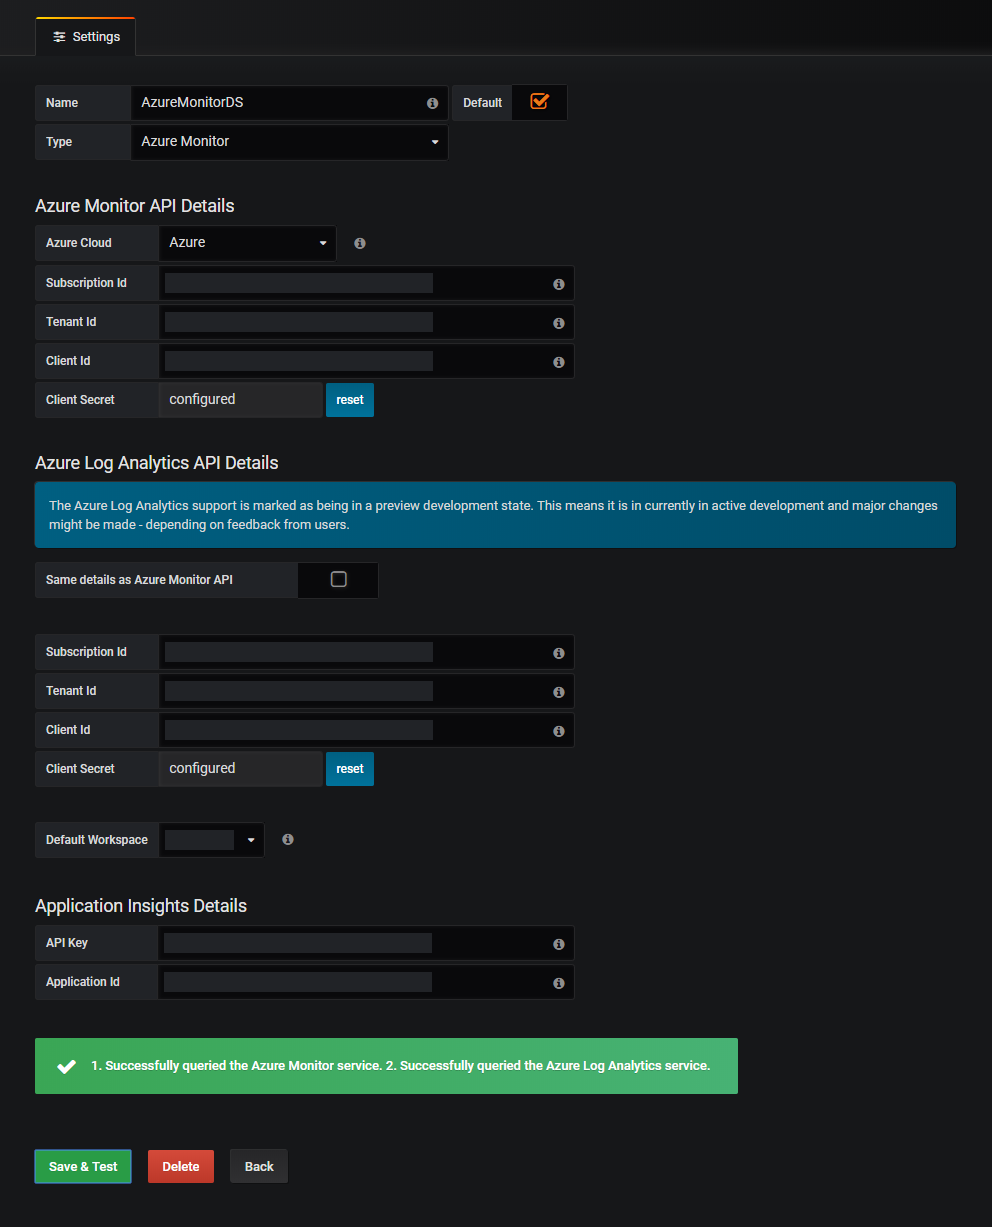 Settings
Name AzureMonitorDS Default
Type Azure Monitor
Azure Monitor API Details
Azure Cloud Azure
Subscription Id
Tenant Id
Client Id
Client Secret configured reset
Azure Log Analytics API Details
The Azure Log Analytics support is marked as being in a preview development state. This means it is in currently in active development and major changes
might be made - depending on feedback from users.
Same details as Azure Monitor API
Subscription Id
Tenant Id
Client Id
Client Secret configured reset
Default Workspace
Application Insights Details
API Key
Application Id
1. Successfully queried the Azure Monitor service. 2. Successfully queried the Azure Log Analytics service.
Save & Test Delete Back